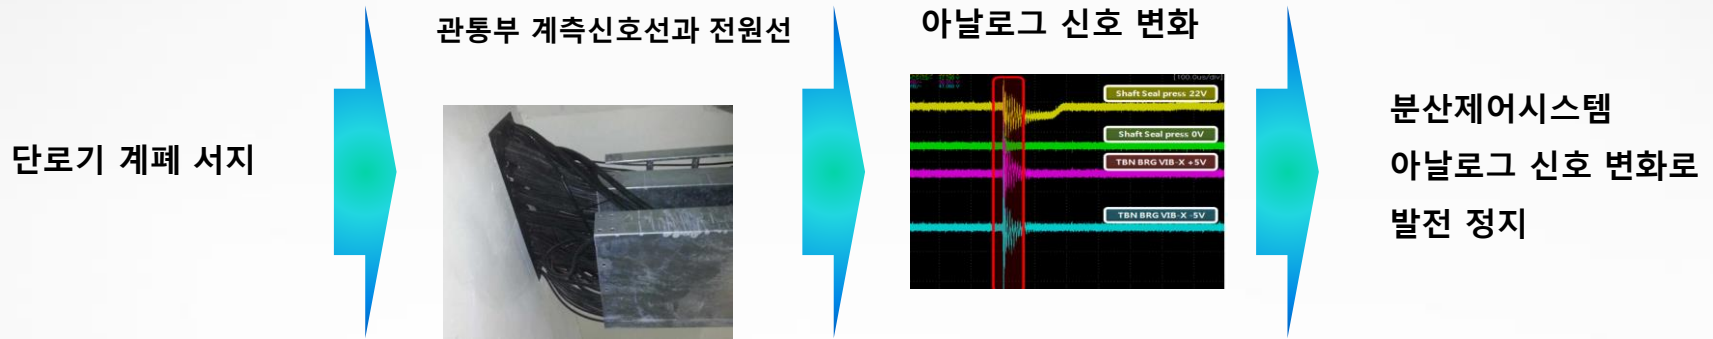 단로기 계폐 서지
관통부 계측신호선과 전원선
아날로그 신호 변화
[100.0us/div]
Shaft Seal press 22V
Shaft Seal press 0V
TBN BRG VIB-X +5V
TBN BRG VIB-X -5V
분산제어시스템
아날로그 신호 변화로
발전 정지